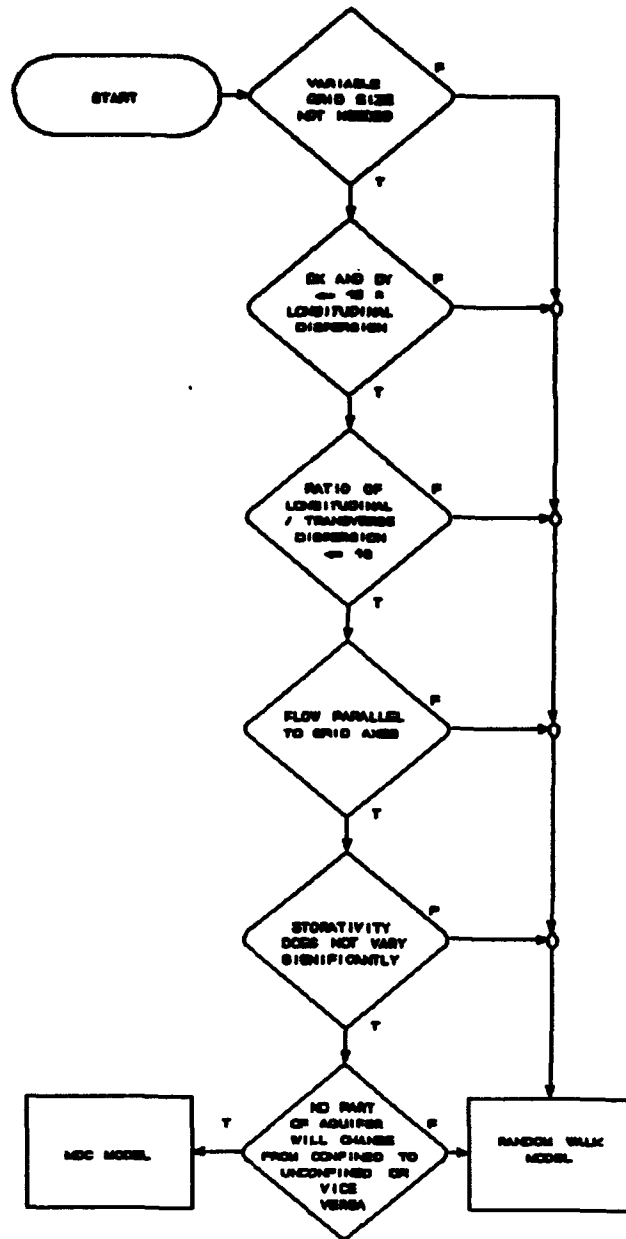 START
VARIABLE
GRID SIZE
NOT NEEDED
F
T
DX AND DY
LONGITUDINAL
DISPERSION
F
T
RATIO OF
LONGITUDINAL
/ TRANSVERSE
DISPERSION
F
T
FLOW PARALLEL
TO GRID AXES
F
T
STORATIVITY
DOES NOT VARY
SIGNIFICANTLY
F
T
NO PART
OF AQUIFER
WILL CHANGE
FROM CONFINED TO
UNCONFINED OR
VICE
VERSA
T
F
MOC MODEL
RANDOM WALK
MODEL